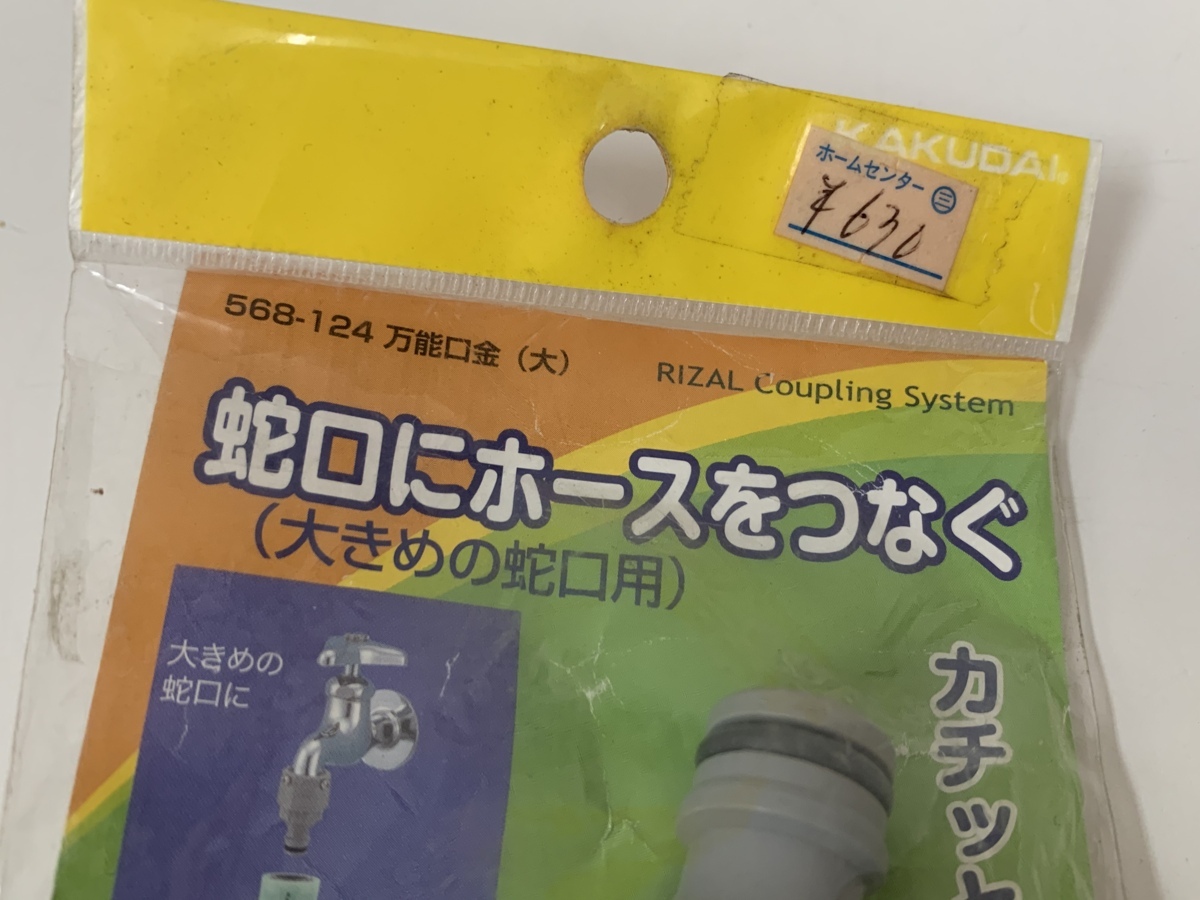 KAKUDAI
ホームセンター 三
¥630
568-124 万能口金（大）
RIZAL Coupling System
蛇口にホースをつなぐ
（大きめの蛇口用）
大きめの
蛇口に
カチッと